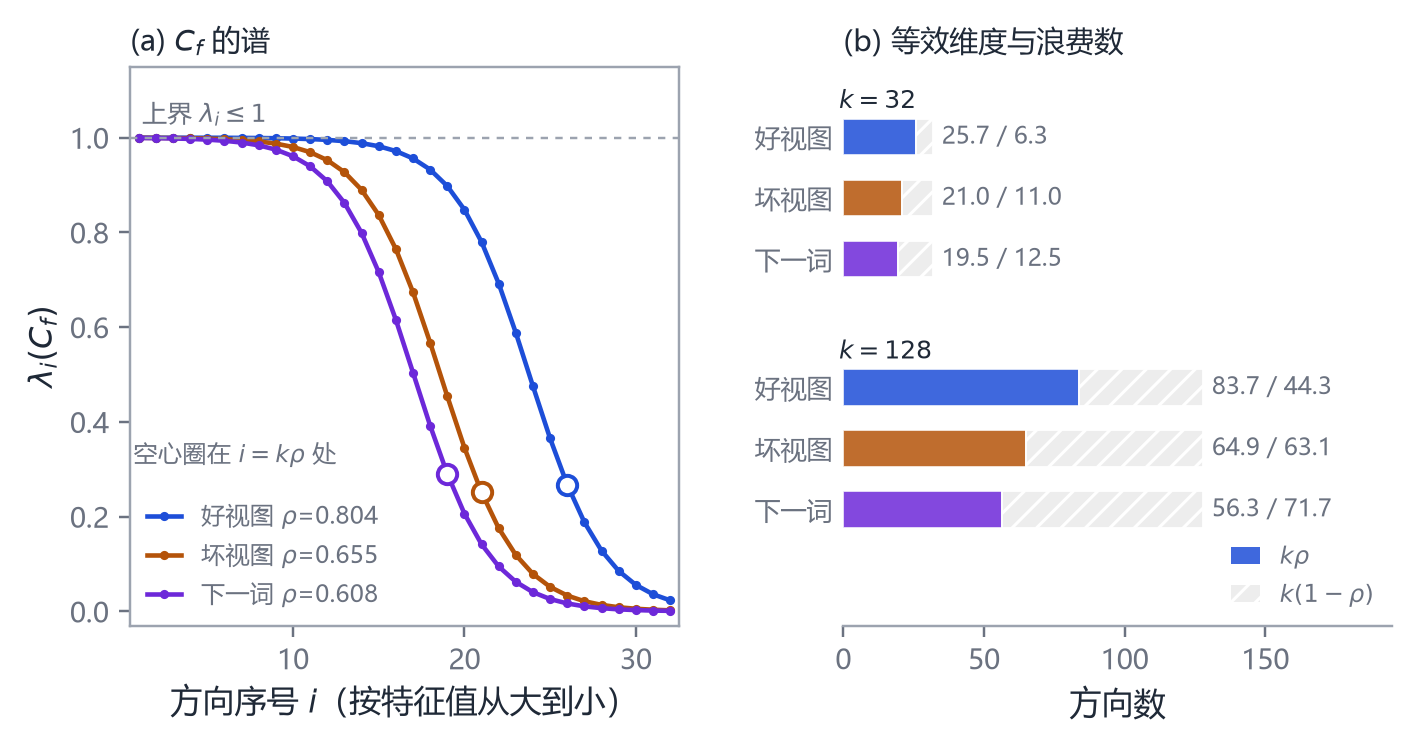 (a) C_f 的谱
上界 λ_i ≤ 1
1.0
0.8
0.6
0.4
0.2
0.0
λ_i(C_f)
空心圈在 i = kρ 处
好视图 ρ=0.804
坏视图 ρ=0.655
下一词 ρ=0.608
10 20 30
方向序号 i（按特征值从大到小）
(b) 等效维度与浪费数
k = 32
好视图 25.7 / 6.3
坏视图 21.0 / 11.0
下一词 19.5 / 12.5
k = 128
好视图 83.7 / 44.3
坏视图 64.9 / 63.1
下一词 56.3 / 71.7
kρ
k(1 − ρ)
0 50 100 150
方向数